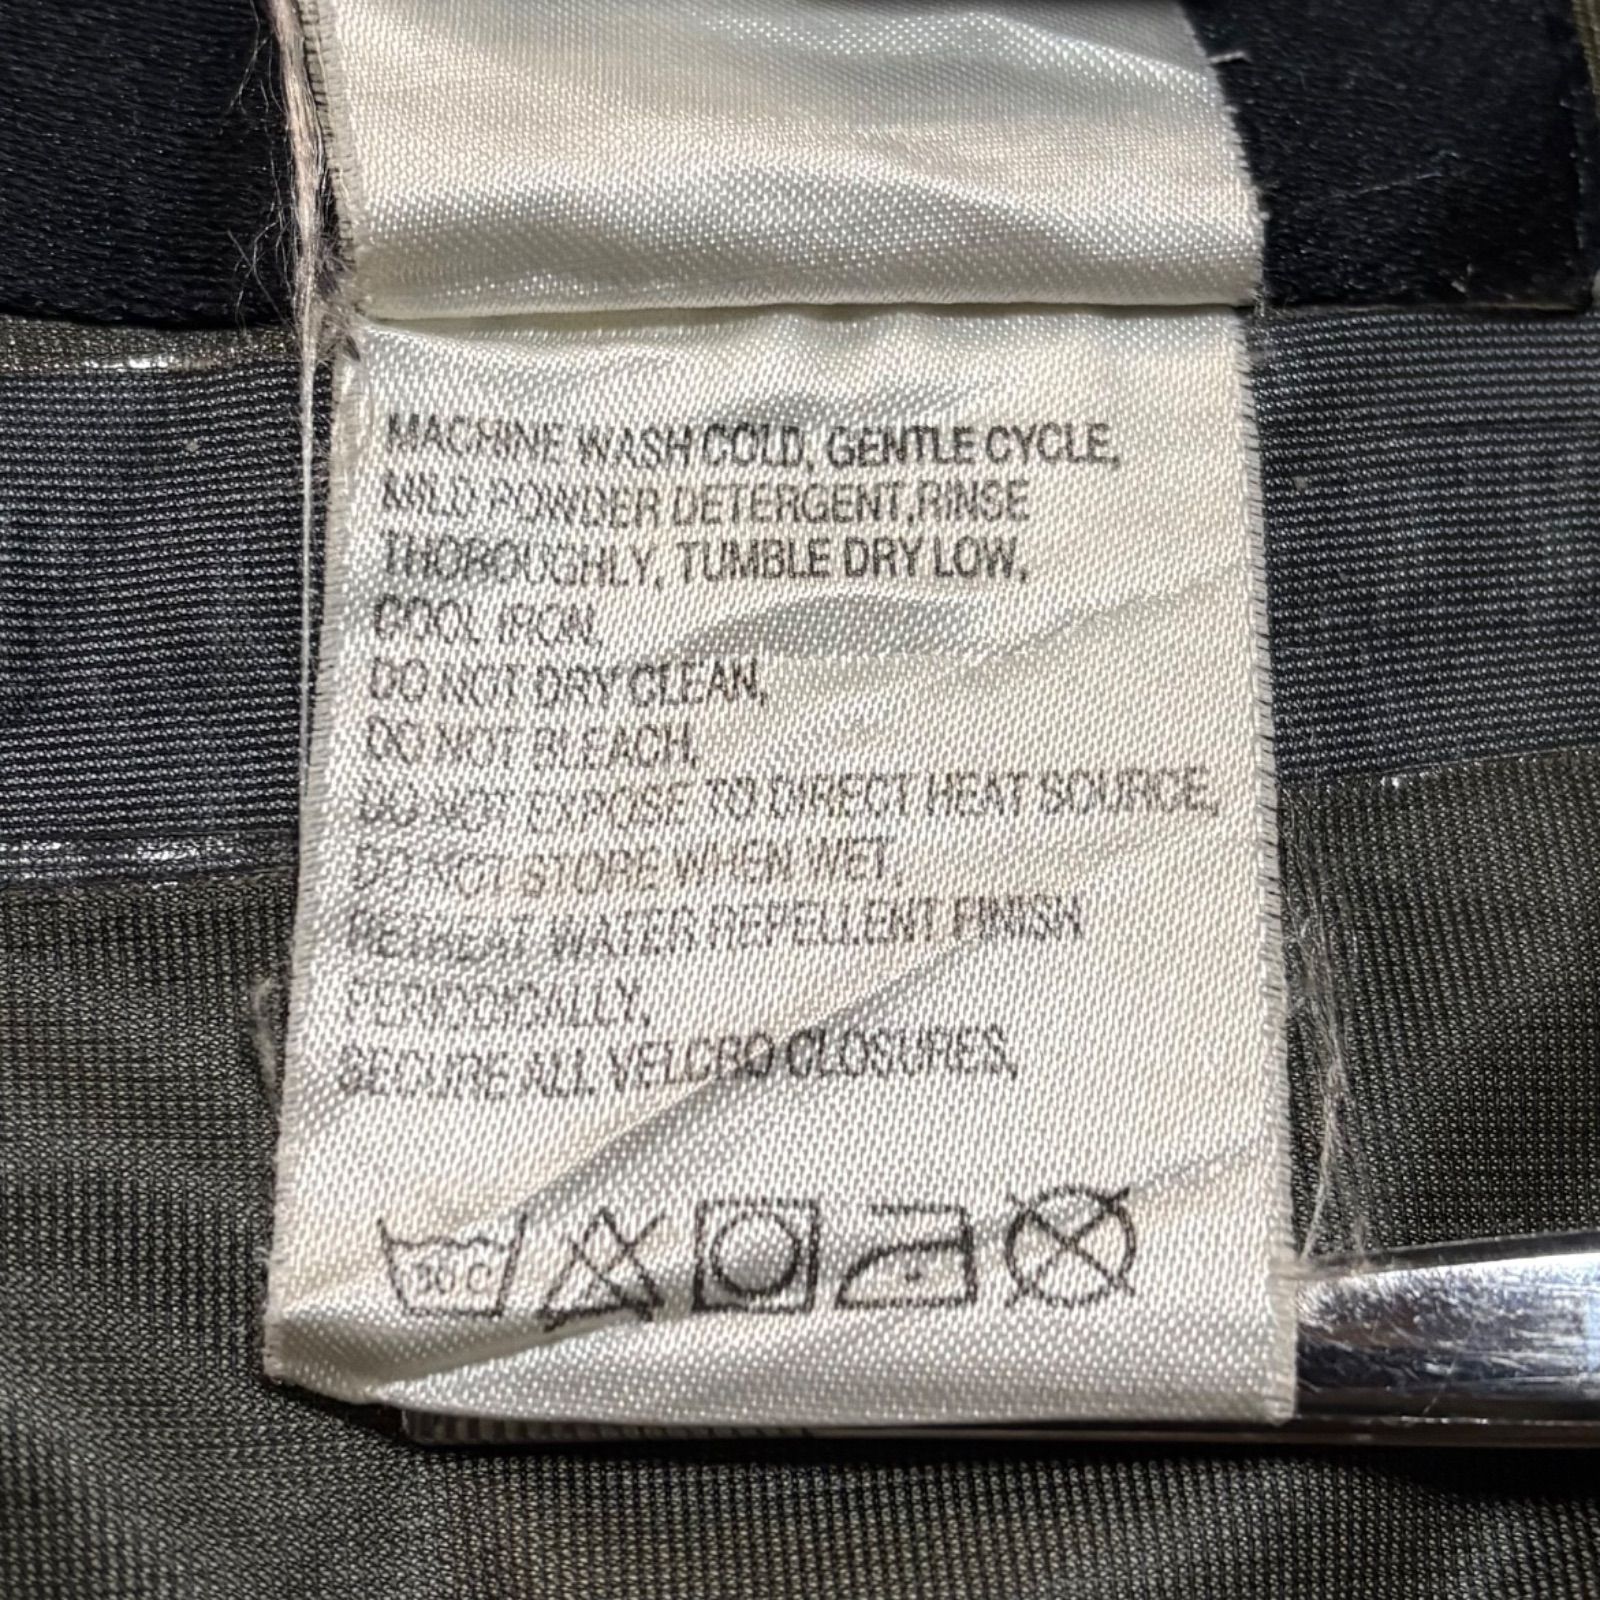 MACHINE WASH COLD, GENTLE CYCLE,
MILD POWDER DETERGENT,RINSE
THOROUGHLY, TUMBLE DRY LOW,
COOL IRON,
DO NOT DRY CLEAN,
DO NOT BLEACH,
DO NOT EXPOSE TO DIRECT HEAT SOURCE,
DO NOT STORE WHEN WET,
RETREAT WATER REPELLENT FINISH
PERIODICALLY,
SECURE ALL VELCRO CLOSURES,
30°C